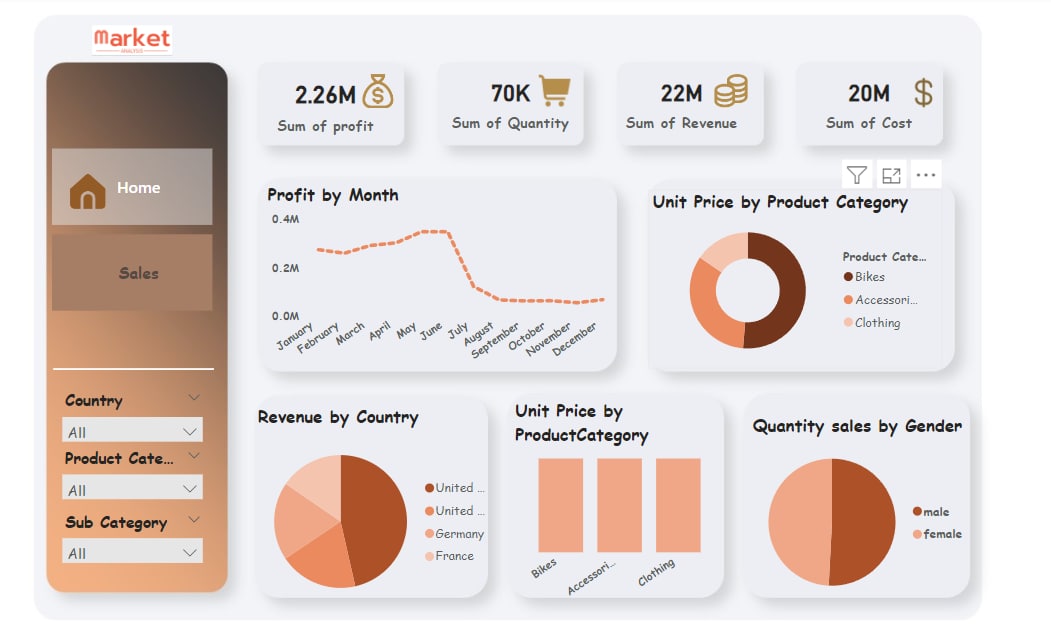 market
ANALYSIS
Home
Sales
Country
All
Product Cate...
All
Sub Category
All
2.26M
Sum of profit
70K
Sum of Quantity
22M
Sum of Revenue
20M
Sum of Cost
Profit by Month
0.4M
0.2M
0.0M
January
February
March
April
May
June
July
August
September
October
November
December
Unit Price by Product Category
Product Cate...
Bikes
Accessori...
Clothing
Revenue by Country
United ...
United ...
Germany
France
Unit Price by
ProductCategory
Bikes
Accessori...
Clothing
Quantity sales by Gender
male
female